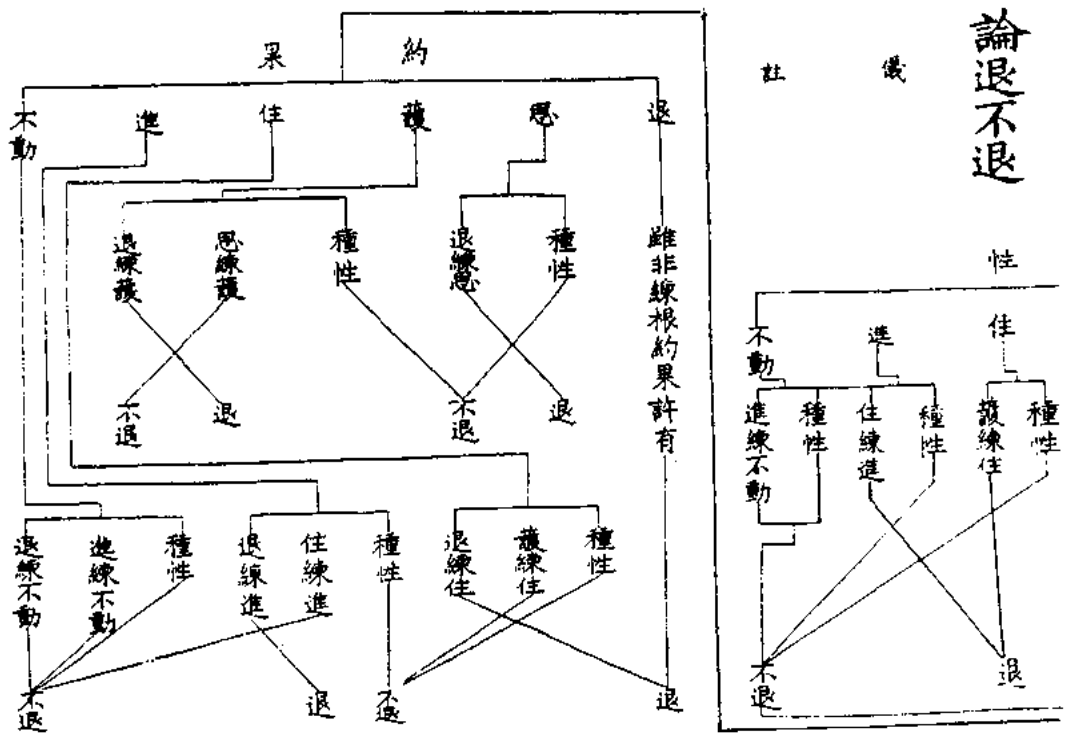 論退不退
儀
註
性
住
種性
護練住
進
種性
住練進
不動
種性
進練不動
退
不退
約
果
退
雖非練根約果許有
思
種性
退練思
護
種性
思練護
退練護
住
進
不動
退
不退
退
不退
種性
護練住
退練住
種性
住練進
退練進
種性
進練不動
退練不動
退
不退
退
不退